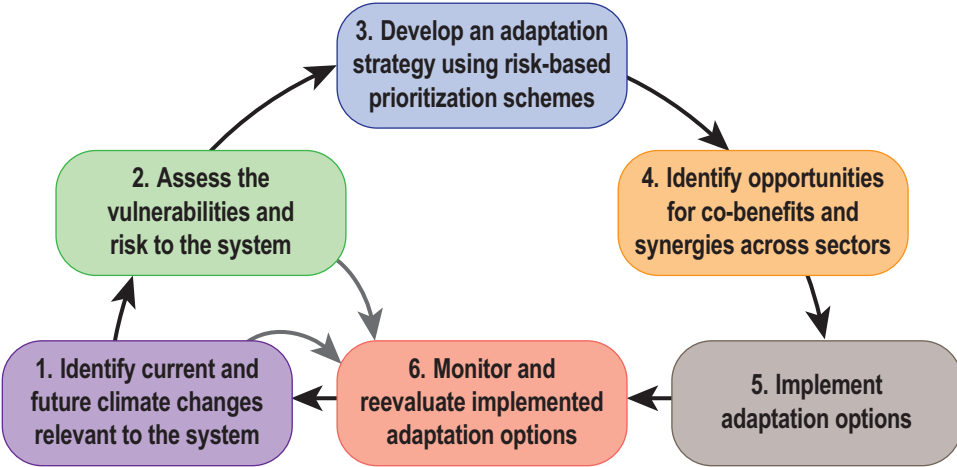 1. Identify current and
future climate changes
relevant to the system
2. Assess the
vulnerabilities and
risk to the system
3. Develop an adaptation
strategy using risk-based
prioritization schemes
4. Identify opportunities
for co-benefits and
synergies across sectors
5. Implement
adaptation options
6. Monitor and
reevaluate implemented
adaptation options